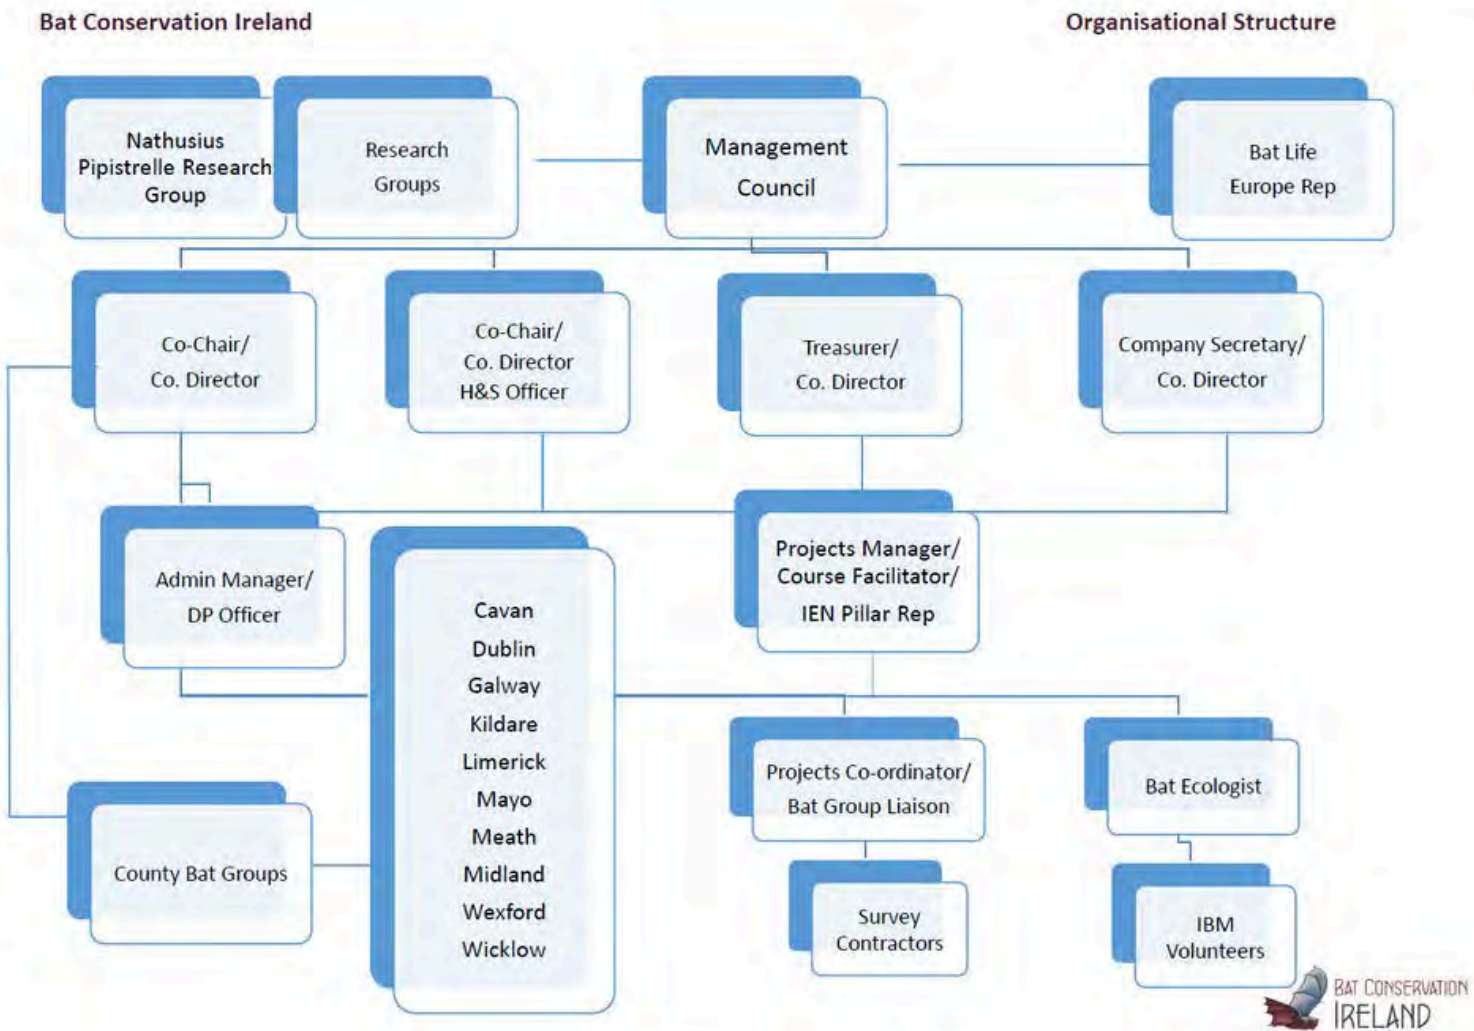 Bat Conservation Ireland
Organisational Structure
Nathusius
Pipistrelle Research
Group
Research
Groups
Management
Council
Bat Life
Europe Rep
Co-Chair/
Co. Director
Co-Chair/
Co. Director
H&S Officer
Treasurer/
Co. Director
Company Secretary/
Co. Director
Admin Manager/
DP Officer
Cavan
Dublin
Galway
Kildare
Limerick
Mayo
Meath
Midland
Wexford
Wicklow
Projects Manager/
Course Facilitator/
IEN Pillar Rep
County Bat Groups
Projects Co-ordinator/
Bat Group Liaison
Bat Ecologist
Survey
Contractors
IBM
Volunteers
BAT CONSERVATION
IRELAND